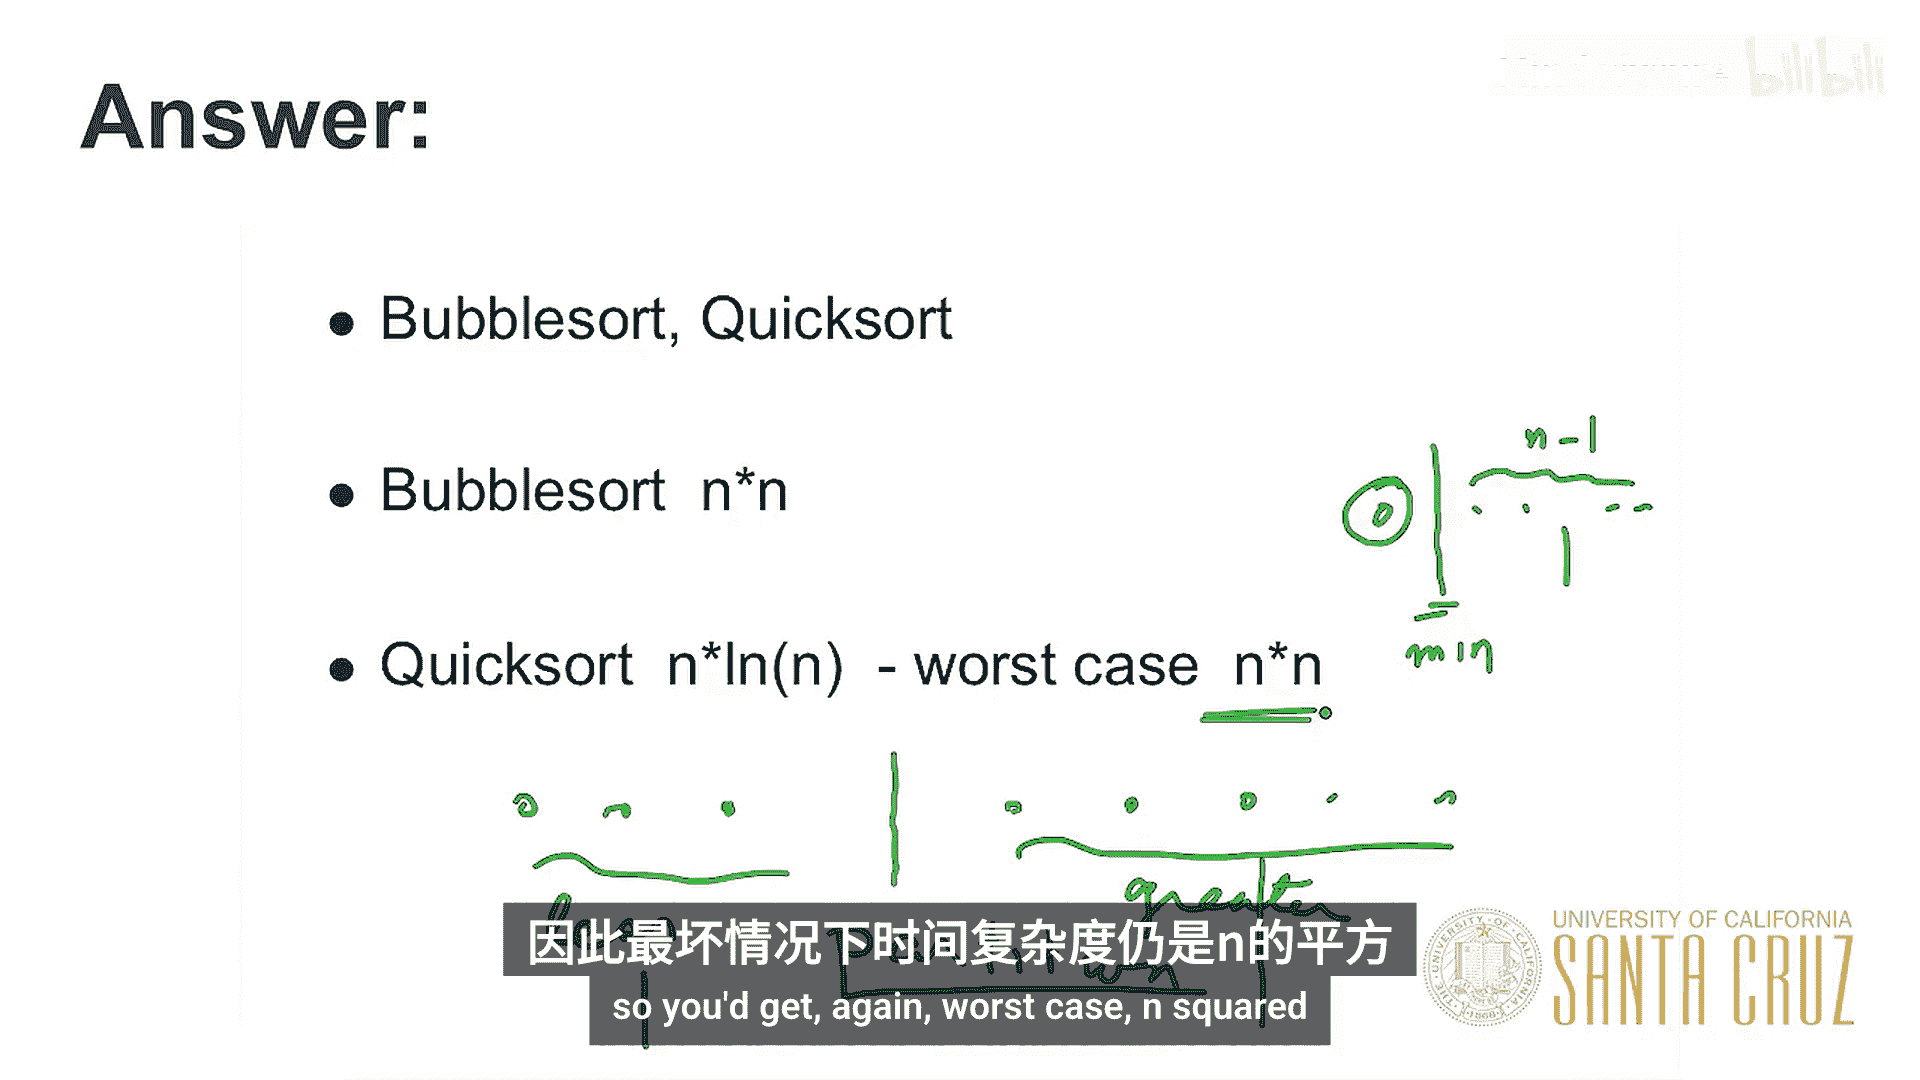 bilibili
Answer:
• Bubblesort, Quicksort
n-1
• Bubblesort n*n
min
• Quicksort n*ln(n) - worst case n*n
greater
partition
因此最坏情况下时间复杂度仍是n的平方
so you'd get, again, worst case, n squared
UNIVERSITY OF CALIFORNIA
SANTA CRUZ